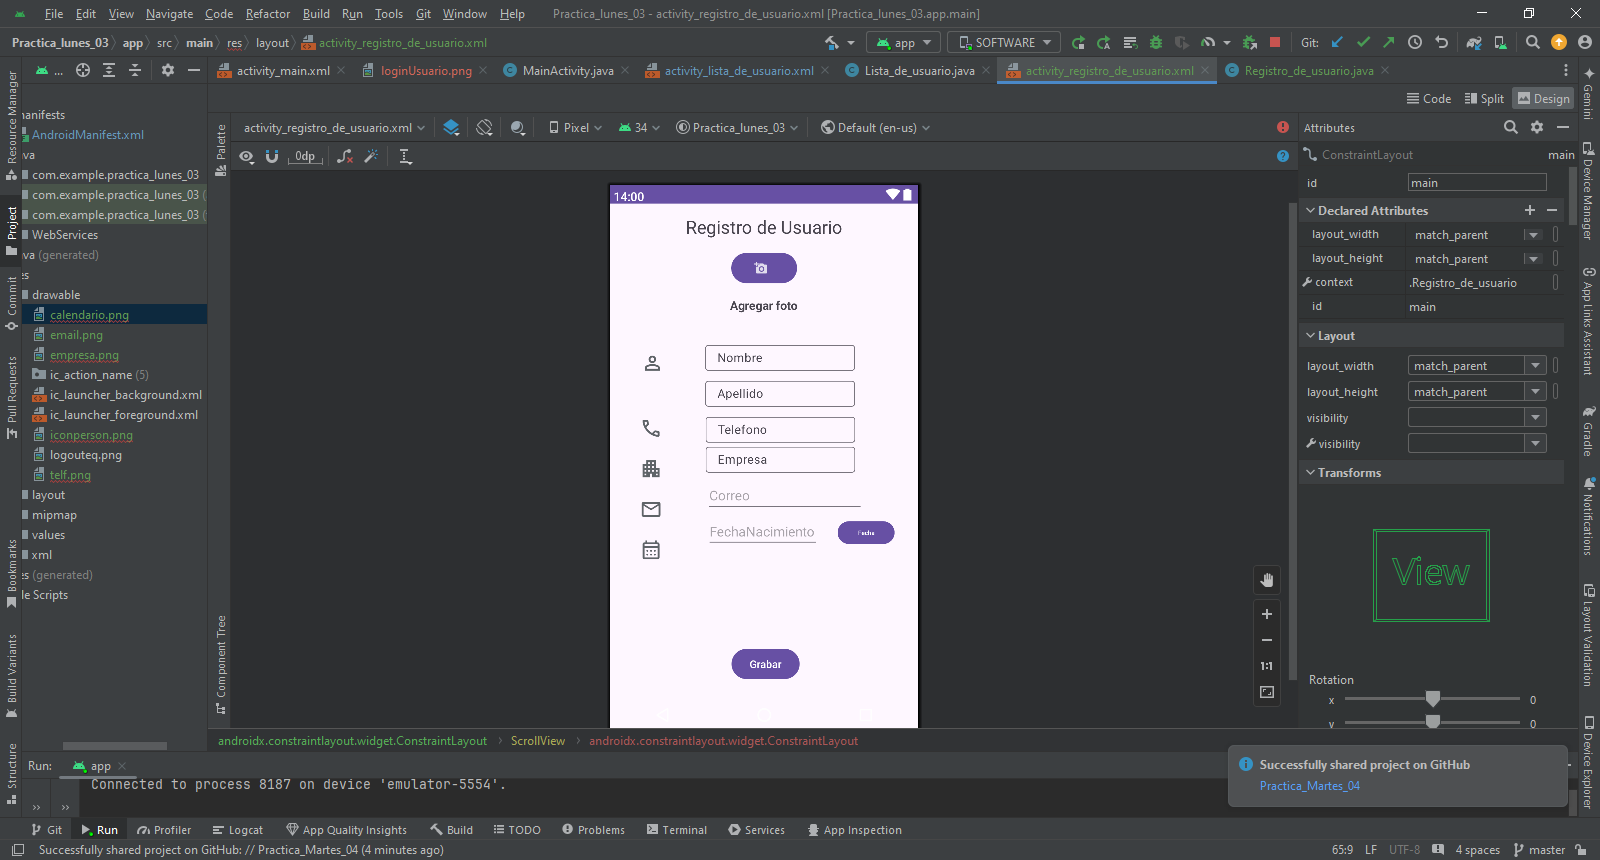 File Edit View Navigate Code Refactor Build Run Tools Git Window Help Practica_lunes_03 - activity_registro_de_usuario.xml [Practica_lunes_03.app.main]
Practica_lunes_03 app src main res layout activity_registro_de_usuario.xml
app SOFTWARE Git:
... activity_main.xml loginUsuario.png MainActivity.java activity_lista_de_usuario.xml Lista_de_usuario.java activity_registro_de_usuario.xml Registro_de_usuario.java
Code Split Design
Resource Manager
Project
Commit
Pull Requests
Bookmarks
Build Variants
Structure
nanifests
AndroidManifest.xml
va
com.example.practica_lunes_03
com.example.practica_lunes_03 (
com.example.practica_lunes_03 (
WebServices
va (generated)
es
drawable
calendario.png
email.png
empresa.png
ic_action_name (5)
ic_launcher_background.xml
ic_launcher_foreground.xml
iconperson.png
logouteq.png
telf.png
layout
mipmap
values
xml
es (generated)
le Scripts
Palette
Component Tree
activity_registro_de_usuario.xml Pixel 34 Practica_lunes_03 Default (en-us)
0dp
14:00
Registro de Usuario
Agregar foto
Nombre
Apellido
Telefono
Empresa
Correo
FechaNacimiento Fecha
Grabar
1:1
Attributes
ConstraintLayout main
id main
Declared Attributes
layout_width match_parent
layout_height match_parent
context .Registro_de_usuario
id main
Layout
layout_width match_parent
layout_height match_parent
visibility
visibility
Transforms
View
Rotation
x 0
y 0
Gemini
Device Manager
App Links Assistant
Gradle
Notifications
Layout Validation
Device Explorer
androidx.constraintlayout.widget.ConstraintLayout ScrollView androidx.constraintlayout.widget.ConstraintLayout
Run: app
Connected to process 8187 on device 'emulator-5554'.
Successfully shared project on GitHub
Practica_Martes_04
Git Run Profiler Logcat App Quality Insights Build TODO Problems Terminal Services App Inspection
Successfully shared project on GitHub: // Practica_Martes_04 (4 minutes ago) 65:9 LF UTF-8 4 spaces master